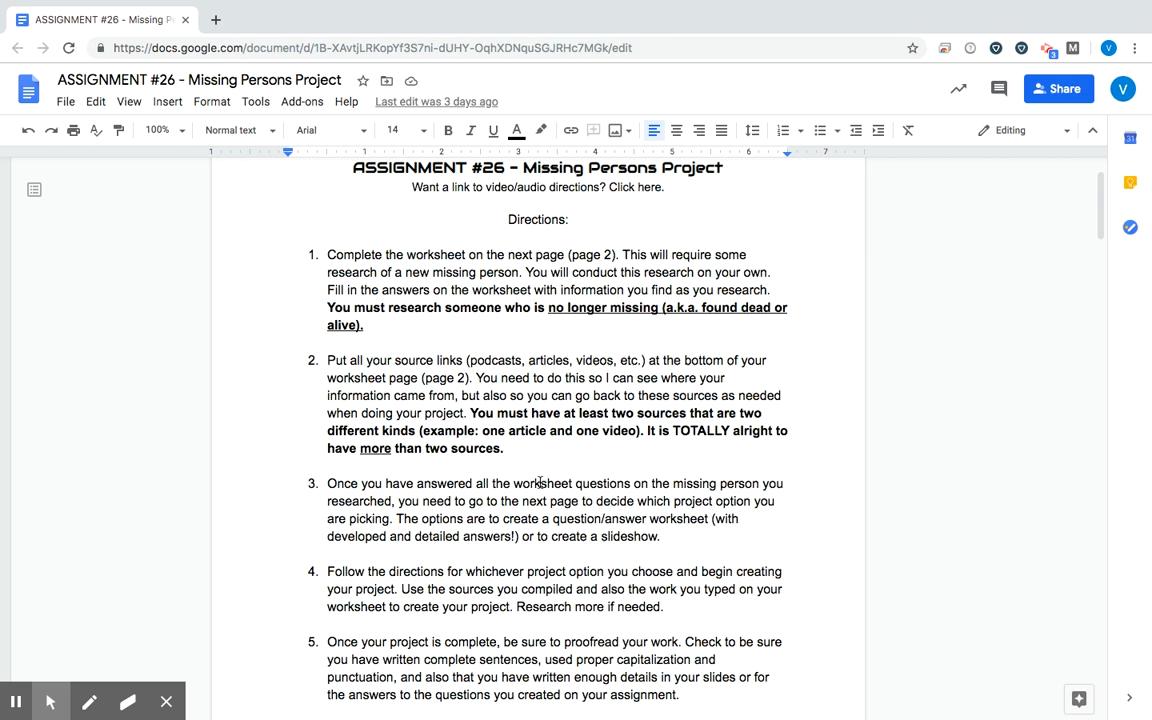 ASSIGNMENT #26 - Missing Pe
https://docs.google.com/document/d/1B-XAvtjLRKopYf3S7ni-dUHY-OqhXDNquSGJRHc7MGk/edit
3
M
V
ASSIGNMENT #26 - Missing Persons Project
File Edit View Insert Format Tools Add-ons Help Last edit was 3 days ago
Share
V
100% Normal text Arial 14 B I U A Editing
1 1 2 3 4 5 6 7
31
ASSIGNMENT #26 - Missing Persons Project
Want a link to video/audio directions? Click here.
Directions:
1. Complete the worksheet on the next page (page 2). This will require some
research of a new missing person. You will conduct this research on your own.
Fill in the answers on the worksheet with information you find as you research.
You must research someone who is no longer missing (a.k.a. found dead or
alive).
2. Put all your source links (podcasts, articles, videos, etc.) at the bottom of your
worksheet page (page 2). You need to do this so I can see where your
information came from, but also so you can go back to these sources as needed
when doing your project. You must have at least two sources that are two
different kinds (example: one article and one video). It is TOTALLY alright to
have more than two sources.
3. Once you have answered all the worksheet questions on the missing person you
researched, you need to go to the next page to decide which project option you
are picking. The options are to create a question/answer worksheet (with
developed and detailed answers!) or to create a slideshow.
4. Follow the directions for whichever project option you choose and begin creating
your project. Use the sources you compiled and also the work you typed on your
worksheet to create your project. Research more if needed.
5. Once your project is complete, be sure to proofread your work. Check to be sure
you have written complete sentences, used proper capitalization and
punctuation, and also that you have written enough details in your slides or for
the answers to the questions you created on your assignment.